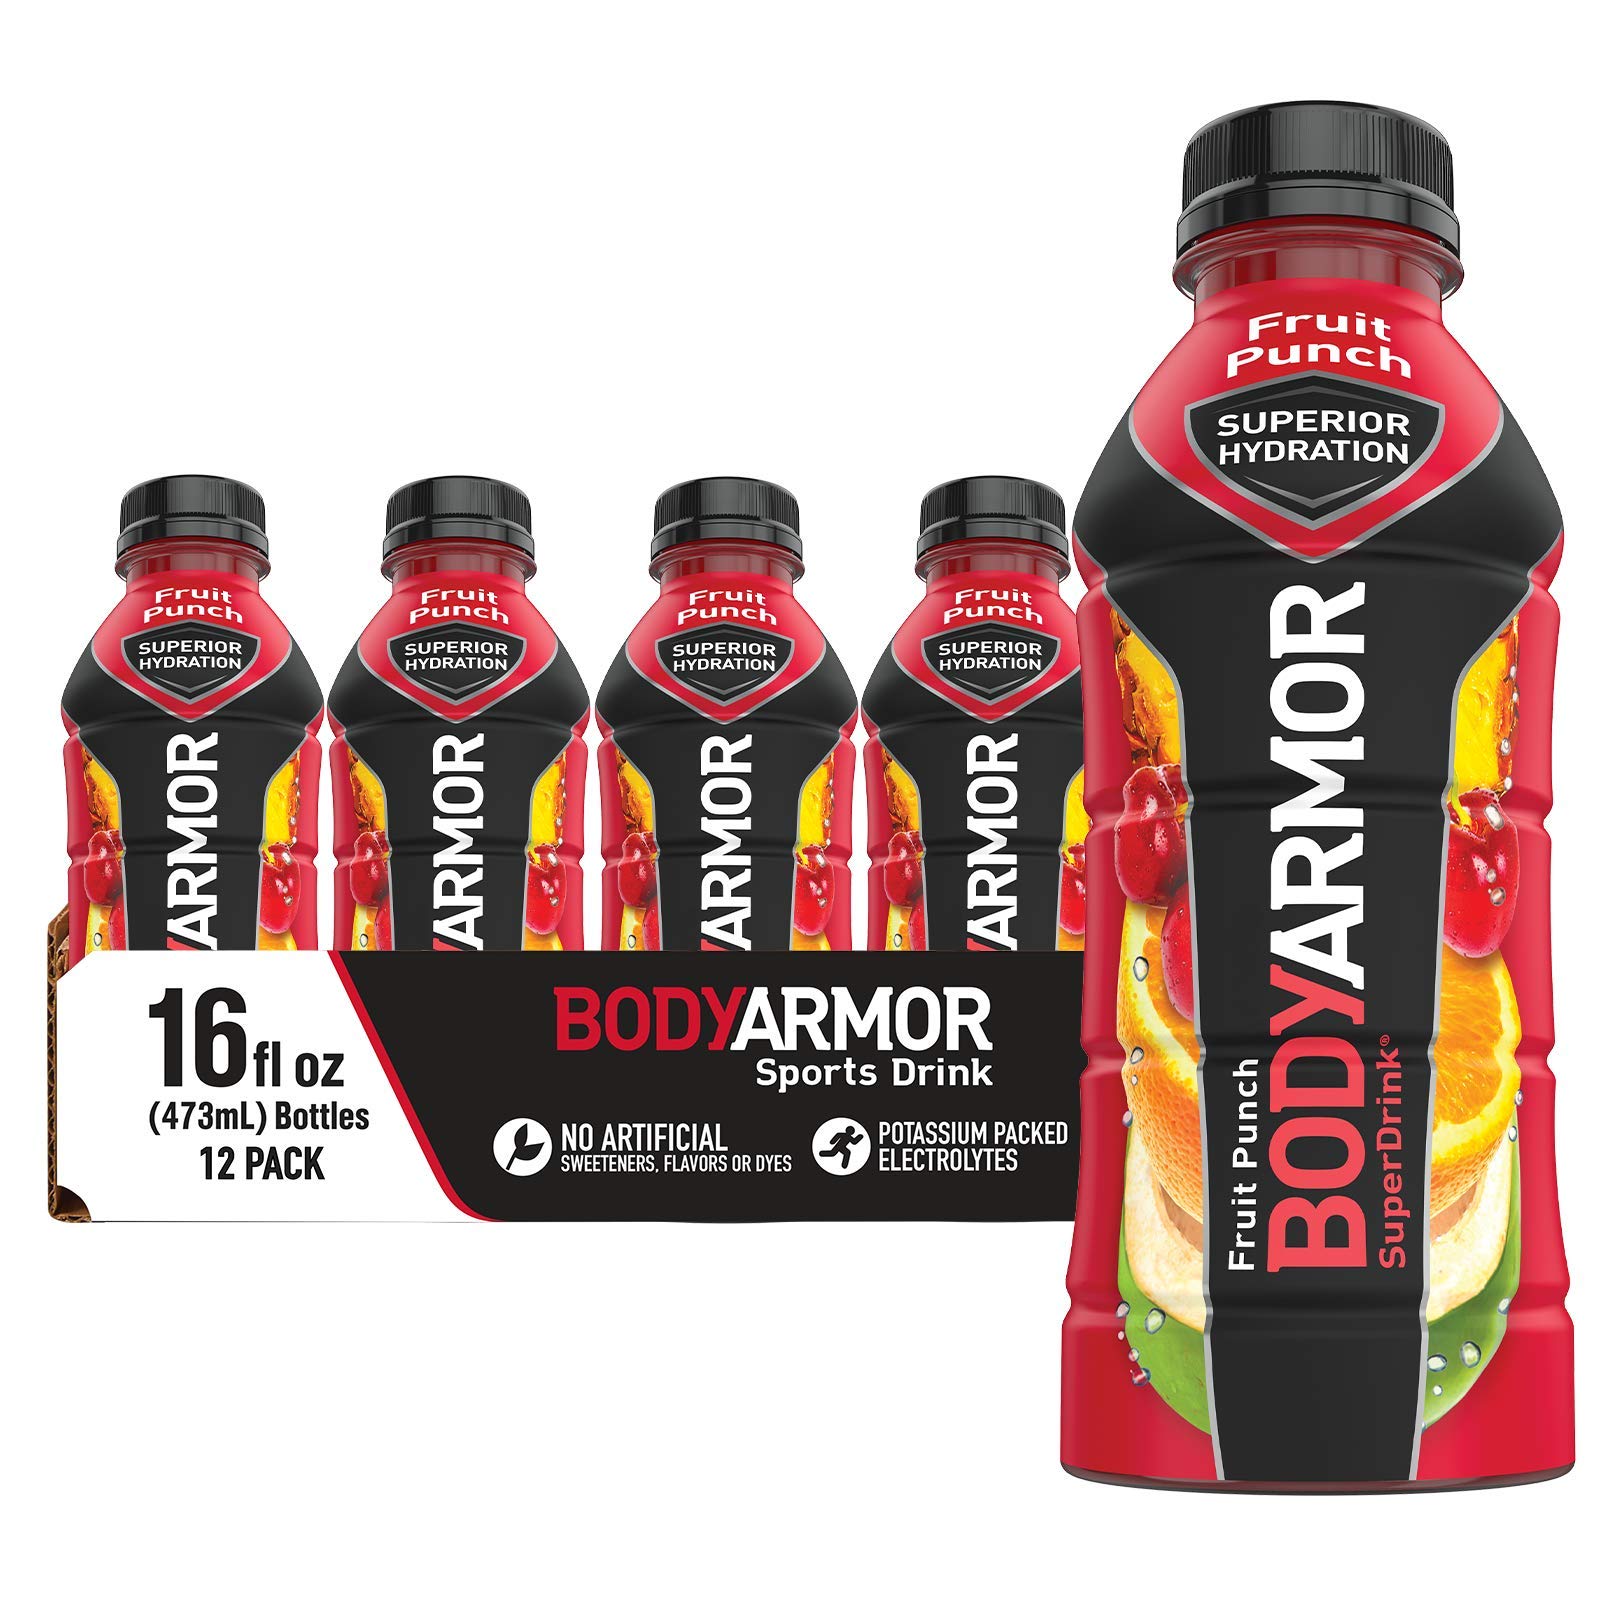 Fruit
Punch
SUPERIOR
HYDRATION
ARMOR
Fruit
Punch
SUPERIOR
HYDRATION
BODYARMOR
Fruit
Punch
SUPERIOR
HYDRATION
BODYARMOR
Fruit
Punch
SUPERIOR
HYDRATION
BODYARMOR
16 fl oz
(473mL) Bottles
12 PACK
BODYARMOR
Sports Drink
NO ARTIFICIAL
SWEETENERS, FLAVORS OR DYES
POTASSIUM PACKED
ELECTROLYTES
Fruit
Punch
SUPERIOR
HYDRATION
Fruit Punch
BODYARMOR
SuperDrink®